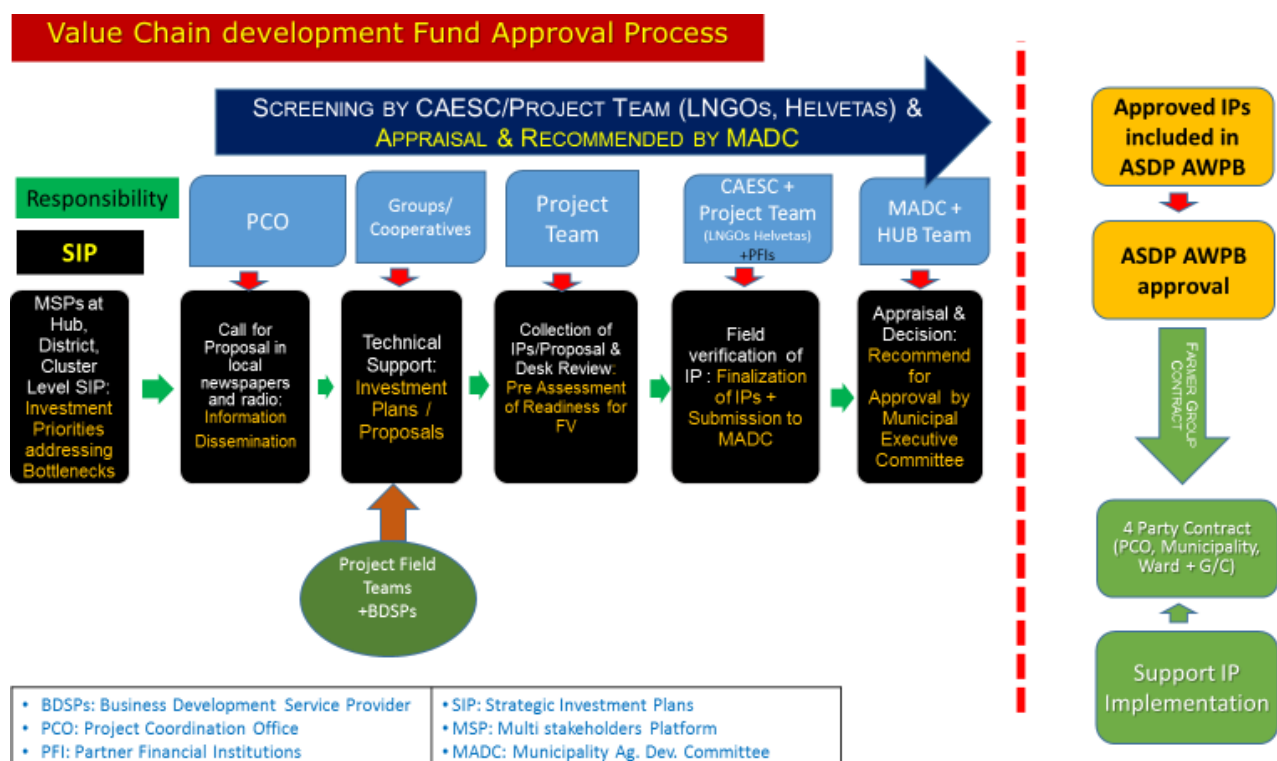 Value Chain development Fund Approval Process
SCREENING BY CAESC/PROJECT TEAM (LNGOS, HELVETAS) &
APPRAISAL & RECOMMENDED BY MADC
Responsibility
SIP
PCO
Groups/
Cooperatives
Project
Team
CAESC +
Project Team
(LNGOs Helvetas)
+PFIs
MADC +
HUB Team
MSPs at
Hub,
District,
Cluster
Level SIP:
Investment
Priorities
addressing
Bottlenecks
Call for
Proposal in
local
newspapers
and radio:
Information
Dissemination
Technical
Support:
Investment
Plans /
Proposals
Collection of
IPs/Proposal &
Desk Review:
Pre Assessment
of Readiness for
FV
Field
verification of
IP : Finalization
of IPs +
Submission to
MADC
Appraisal &
Decision:
Recommend
for
Approval by
Municipal
Executive
Committee
Project Field
Teams
+BDSPs
Approved IPs
included in
ASDP AWPB
ASDP AWPB
approval
FARMER GROUP
CONTRACT
4 Party Contract
(PCO, Municipality,
Ward + G/C)
Support IP
Implementation
• BDSPs: Business Development Service Provider
• PCO: Project Coordination Office
• PFI: Partner Financial Institutions
• SIP: Strategic Investment Plans
• MSP: Multi stakeholders Platform
• MADC: Municipality Ag. Dev. Committee